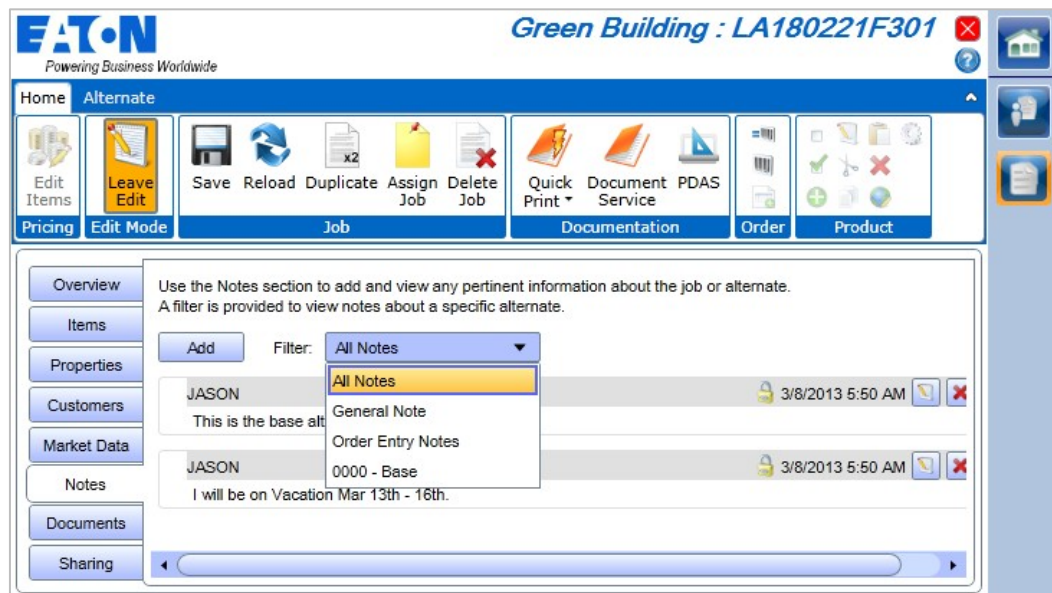 EATON
Powering Business Worldwide
Green Building : LA180221F301
Home Alternate
Edit Items
Leave Edit
Save Reload Duplicate Assign Job Delete Job
x2
Quick Print Document Service PDAS
Pricing Edit Mode Job Documentation Order Product
Overview
Items
Properties
Customers
Market Data
Notes
Documents
Sharing
Use the Notes section to add and view any pertinent information about the job or alternate.
A filter is provided to view notes about a specific alternate.
Add Filter: All Notes
All Notes
General Note
Order Entry Notes
0000 - Base
JASON 3/8/2013 5:50 AM
This is the base alt
JASON 3/8/2013 5:50 AM
I will be on Vacation Mar 13th - 16th.